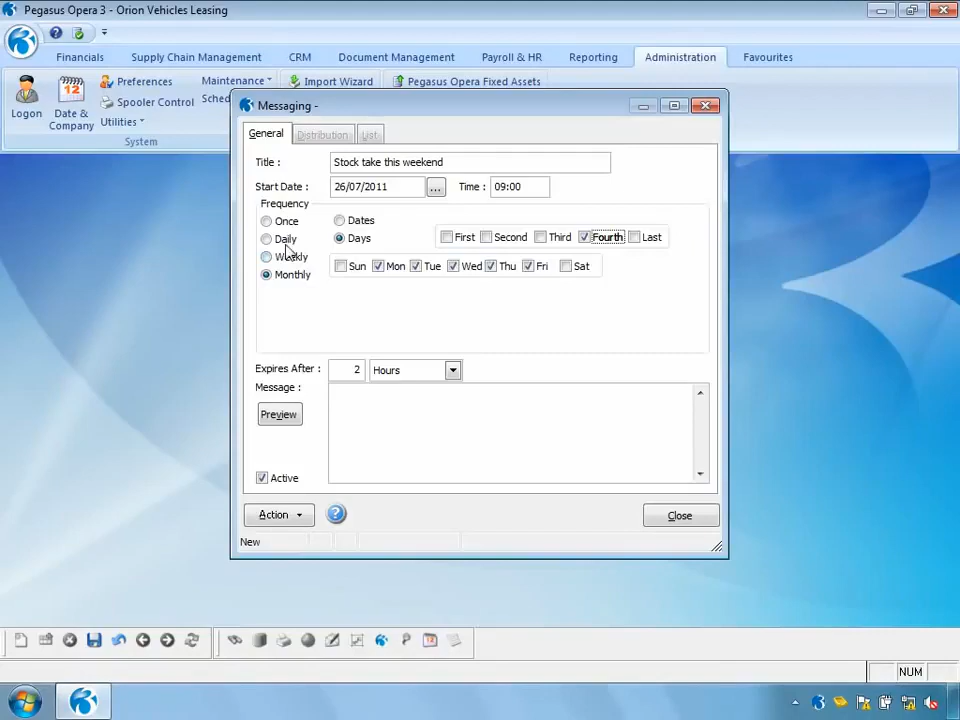 Pegasus Opera 3 - Orion Vehicles Leasing
Financials Supply Chain Management CRM Document Management Payroll & HR Reporting Administration Favourites
Logon Date & Company Preferences Spooler Control Utilities Maintenance Sched Import Wizard Pegasus Opera Fixed Assets
System
Messaging -
General Distribution List
Title : Stock take this weekend
Start Date : 26/07/2011 ... Time : 09:00
Frequency
Once Dates
Daily Days First Second Third Fourth Last
Weekly Sun Mon Tue Wed Thu Fri Sat
Monthly
Expires After : 2 Hours
Message :
Preview
Active
Action Close
New
NUM